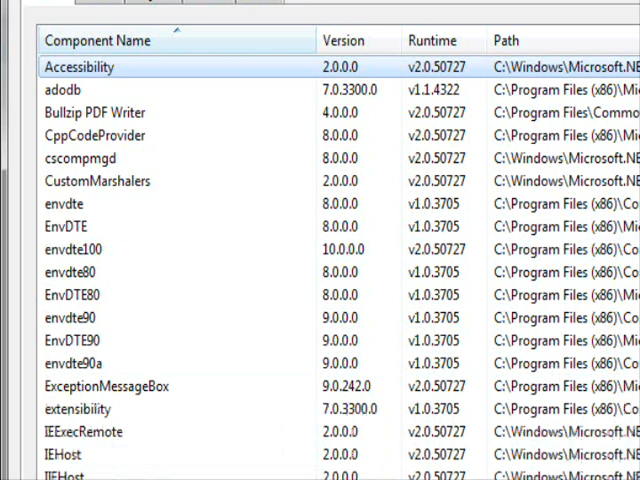 Component Name Version Runtime Path
Accessibility 2.0.0.0 v2.0.50727 C:\Windows\Microsoft.NE
adodb 7.0.3300.0 v1.1.4322 C:\Program Files (x86)\Mi
Bullzip PDF Writer 4.0.0.0 v2.0.50727 C:\Program Files\Commo
CppCodeProvider 8.0.0.0 v2.0.50727 C:\Program Files (x86)\Mi
cscompmgd 8.0.0.0 v2.0.50727 C:\Windows\Microsoft.NE
CustomMarshalers 2.0.0.0 v2.0.50727 C:\Windows\Microsoft.NE
envdte 8.0.0.0 v1.0.3705 C:\Program Files (x86)\Co
EnvDTE 8.0.0.0 v1.0.3705 C:\Program Files (x86)\Mi
envdte100 10.0.0.0 v2.0.50727 C:\Program Files (x86)\Co
envdte80 8.0.0.0 v1.0.3705 C:\Program Files (x86)\Co
EnvDTE80 8.0.0.0 v1.0.3705 C:\Program Files (x86)\Mi
envdte90 9.0.0.0 v1.0.3705 C:\Program Files (x86)\Co
EnvDTE90 9.0.0.0 v1.0.3705 C:\Program Files (x86)\Mi
envdte90a 9.0.0.0 v1.0.3705 C:\Program Files (x86)\Co
ExceptionMessageBox 9.0.242.0 v2.0.50727 C:\Program Files (x86)\Mi
extensibility 7.0.3300.0 v1.0.3705 C:\Program Files (x86)\Co
IEExecRemote 2.0.0.0 v2.0.50727 C:\Windows\Microsoft.NE
IEHost 2.0.0.0 v2.0.50727 C:\Windows\Microsoft.NE
IIEHost 2.0.0.0 v2.0.50727 C:\Windows\Microsoft.NE